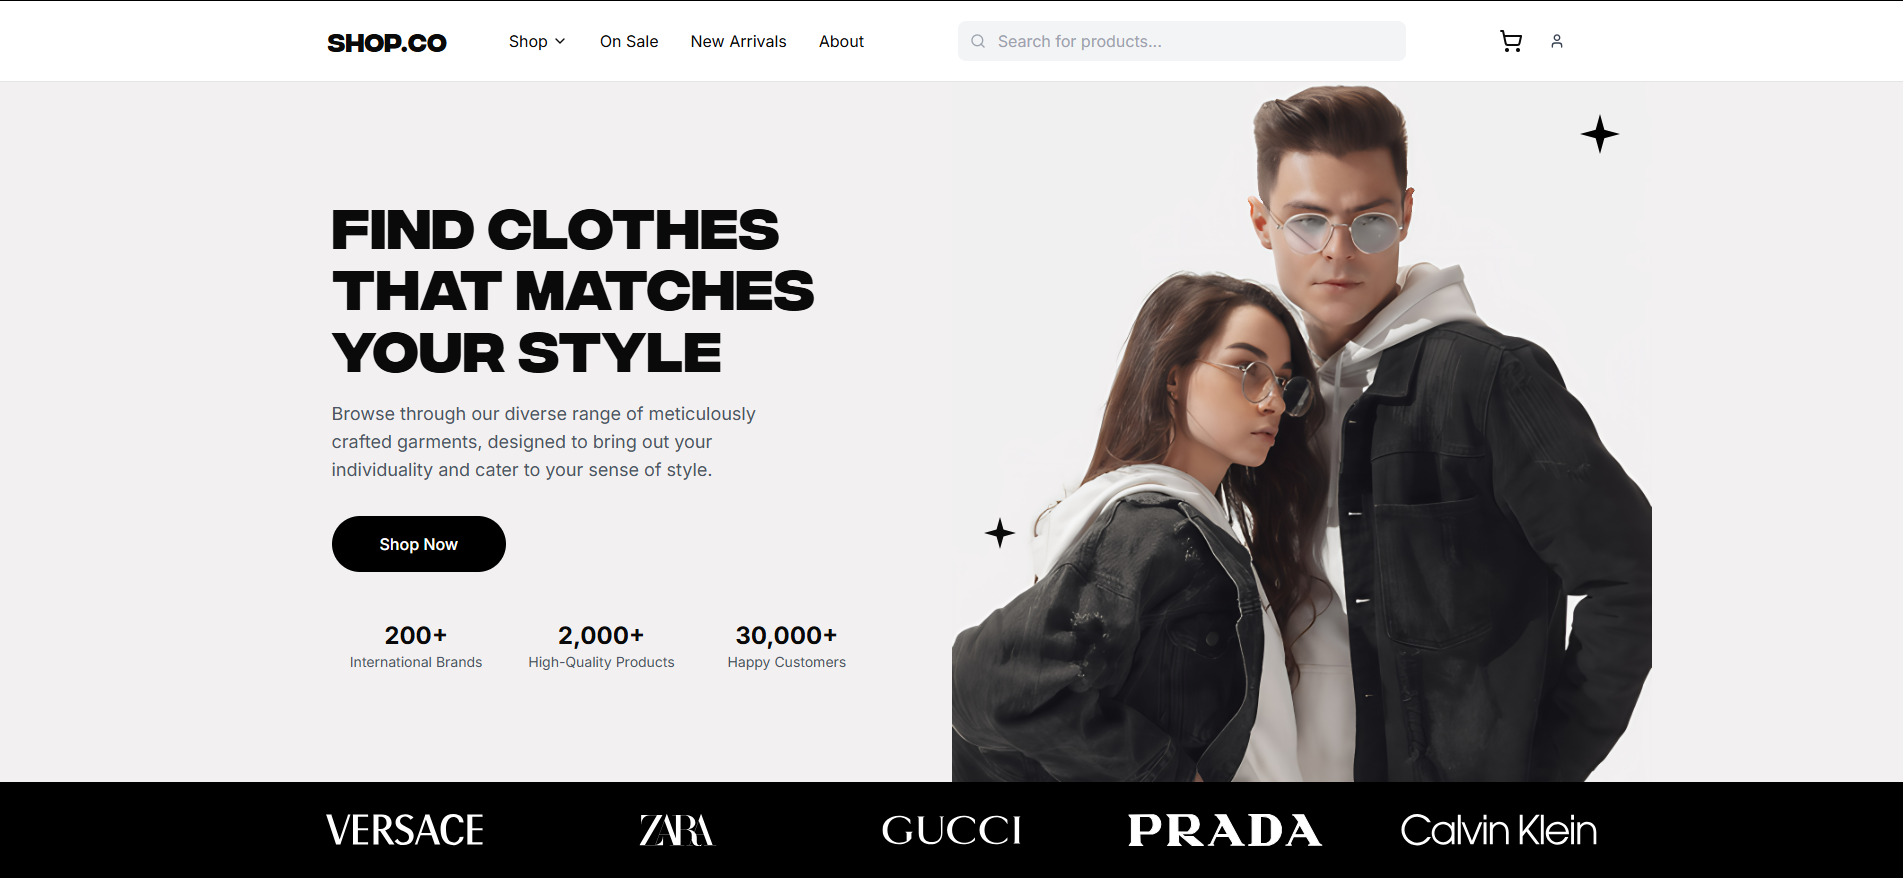 SHOP.CO
Shop
On Sale
New Arrivals
About
Search for products...
FIND CLOTHES
THAT MATCHES
YOUR STYLE
Browse through our diverse range of meticulously
crafted garments, designed to bring out your
individuality and cater to your sense of style.
Shop Now
200+
International Brands
2,000+
High-Quality Products
30,000+
Happy Customers
VERSACE
ZARA
GUCCI
PRADA
Calvin Klein